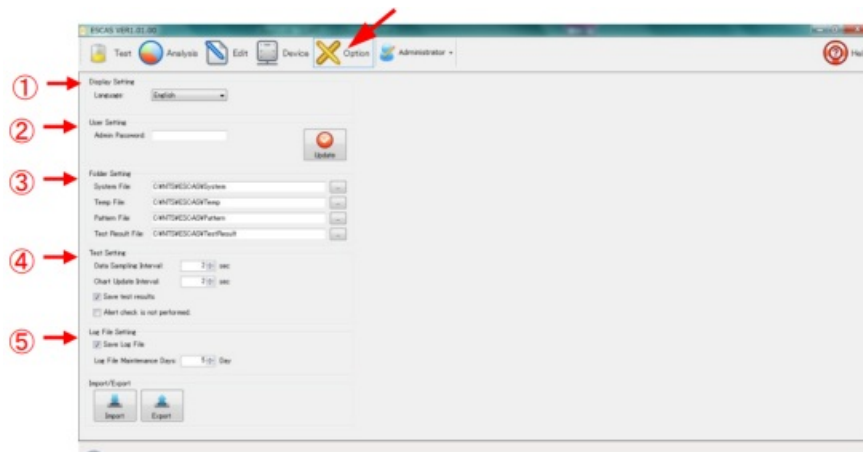 ESCAS VER1.01.00
Test Analysis Edit Device Option Administrator Help
① Display Setting
Language: English
② User Setting
Admin Password:
Update
③ Folder Setting
System File C:¥NTS¥ESCAS¥System ...
Temp File C:¥NTS¥ESCAS¥Temp ...
Pattern File C:¥NTS¥ESCAS¥Pattern ...
Test Result File C:¥NTS¥ESCAS¥TestResult ...
④ Test Setting
Data Sampling Interval 2 sec
Chart Update Interval 2 sec
Save test results
Alert check is not performed.
⑤ Log File Setting
Save Log File
Log File Maintenance Days: 5 Day
Import/Export
Import Export